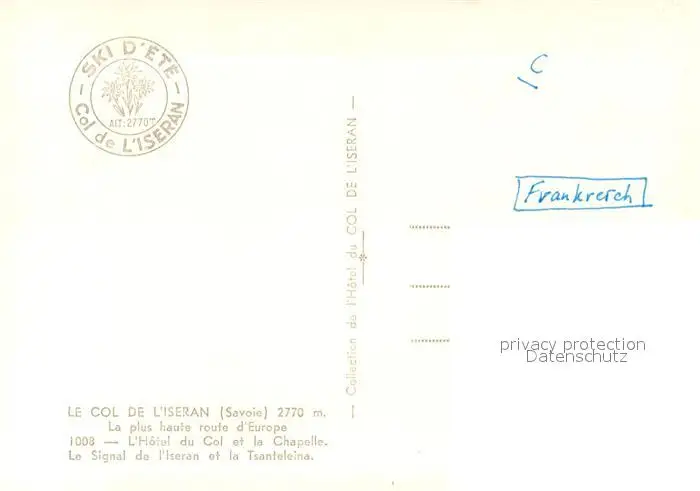 SKI D'ÉTÉ
ALT: 2770m
Col de L'ISERAN
C
Frankreich
Collection de l'Hôtel du COL DE L'ISERAN
privacy protection
Datenschutz
LE COL DE L'ISERAN (Savoie) 2770 m.
La plus haute route d'Europe
1008 — L'Hôtel du Col et la Chapelle.
Le Signal de l'Iseran et la Tsanteleina.